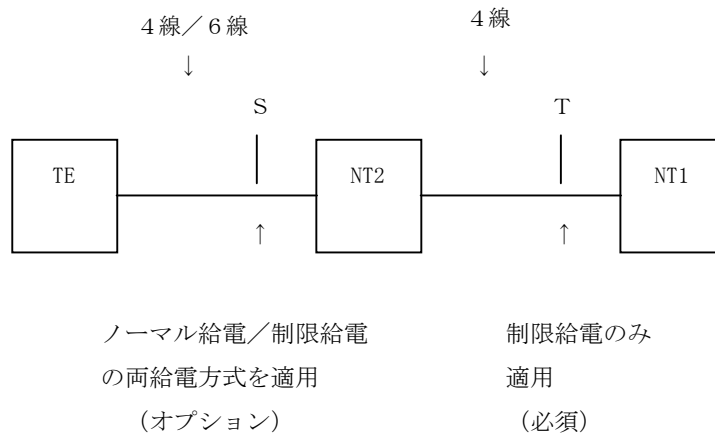 ４線／６線
４線
↓
↓
Ｓ
Ｔ
TE
NT2
NT1
↑
↑
ノーマル給電／制限給電
の両給電方式を適用
（オプション）
制限給電のみ
適用
（必須）